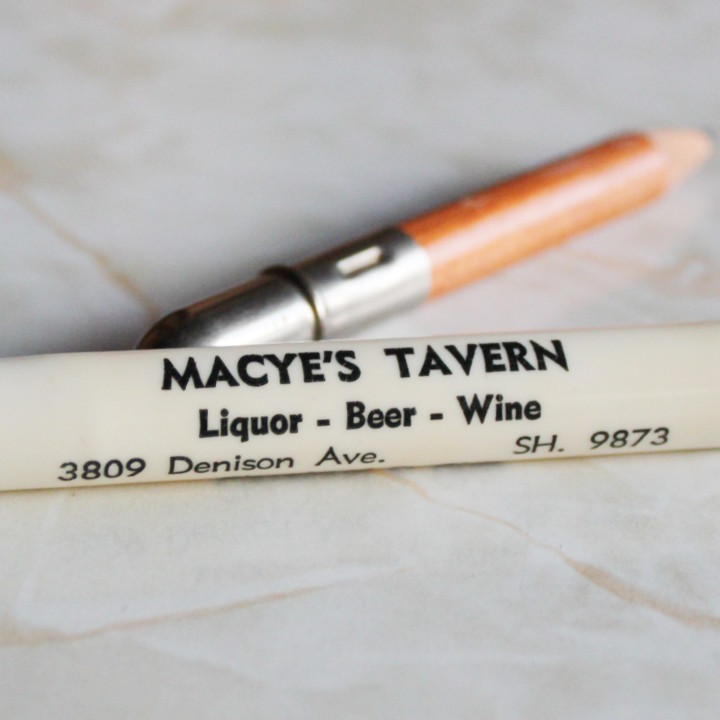 MACYE'S TAVERN
Liquor - Beer - Wine
3809 Denison Ave. SH. 9873